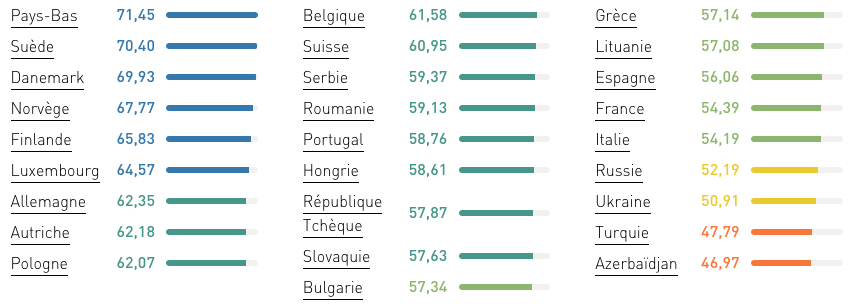 Pays-Bas 71,45
Suède 70,40
Danemark 69,93
Norvège 67,77
Finlande 65,83
Luxembourg 64,57
Allemagne 62,35
Autriche 62,18
Pologne 62,07
Belgique 61,58
Suisse 60,95
Serbie 59,37
Roumanie 59,13
Portugal 58,76
Hongrie 58,61
République
Tchèque 57,87
Slovaquie 57,63
Bulgarie 57,34
Grèce 57,14
Lituanie 57,08
Espagne 56,06
France 54,39
Italie 54,19
Russie 52,19
Ukraine 50,91
Turquie 47,79
Azerbaïdjan 46,97